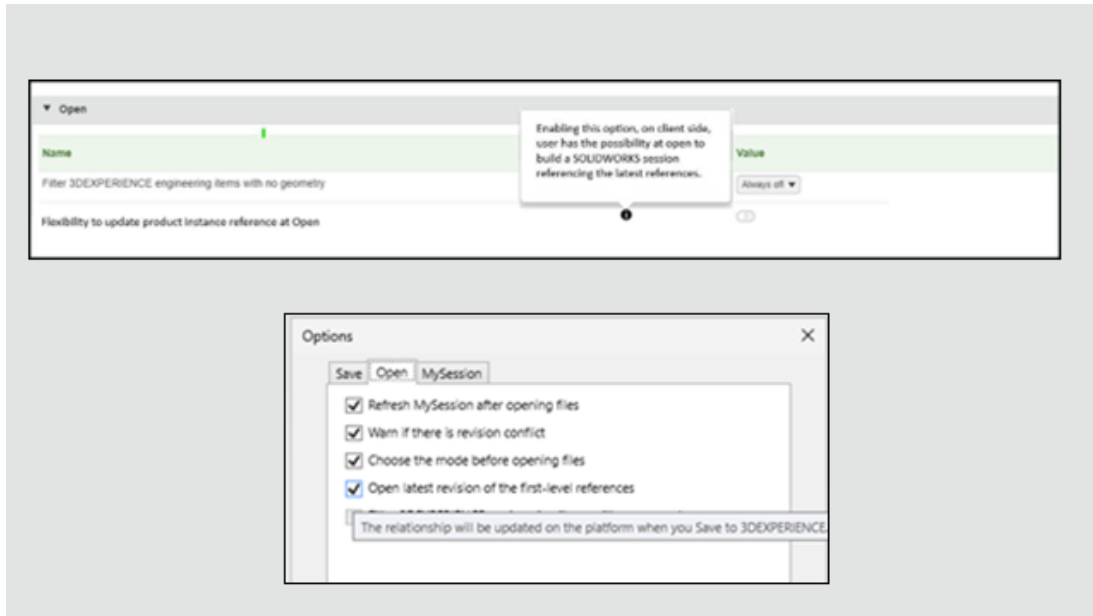 Open
Enabling this option, on client side,
user has the possibility at open to
build a SOLIDWORKS session
referencing the latest references.
Name
Value
Filter 3DEXPERIENCE engineering items with no geometry
Always off
Flexibility to update product instance reference at Open
Options
Save Open MySession
Refresh MySession after opening files
Warn if there is revision conflict
Choose the mode before opening files
Open latest revision of the first-level references
The relationship will be updated on the platform when you Save to 3DEXPERIENCE.